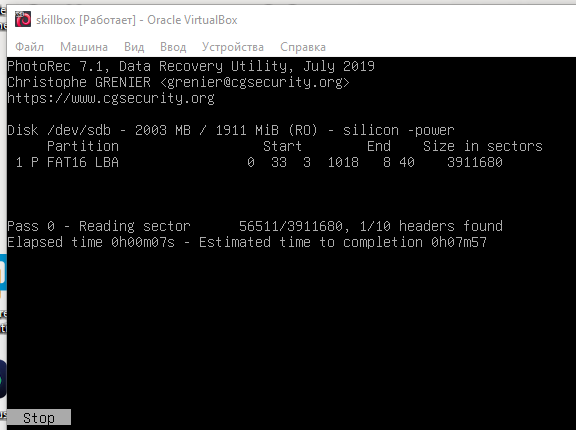 skillbox [Работает] - Oracle VirtualBox
Файл Машина Вид Ввод Устройства Справка
PhotoRec 7.1, Data Recovery Utility, July 2019
Christophe GRENIER <grenier@cgsecurity.org>
https://www.cgsecurity.org
Disk /dev/sdb - 2003 MB / 1911 MiB (RO) - silicon -power
Partition Start End Size in sectors
1 P FAT16 LBA 0 33 3 1018 8 40 3911680
Pass 0 - Reading sector 56511/3911680, 1/10 headers found
Elapsed time 0h00m07s - Estimated time to completion 0h07m57
Stop